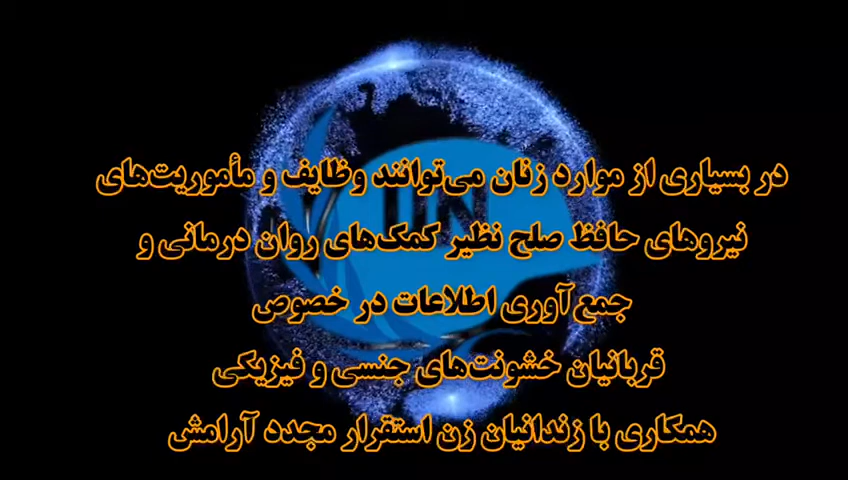 در بسیاری از موارد زنان می‌توانند وظایف و مأموریت‌های
نیروهای حافظ صلح نظیر کمک‌های روان درمانی و
جمع‌آوری اطلاعات در خصوص
قربانیان خشونت‌های جنسی و فیزیکی
همکاری با زندانیان زن استقرار مجدد آرامش
UN